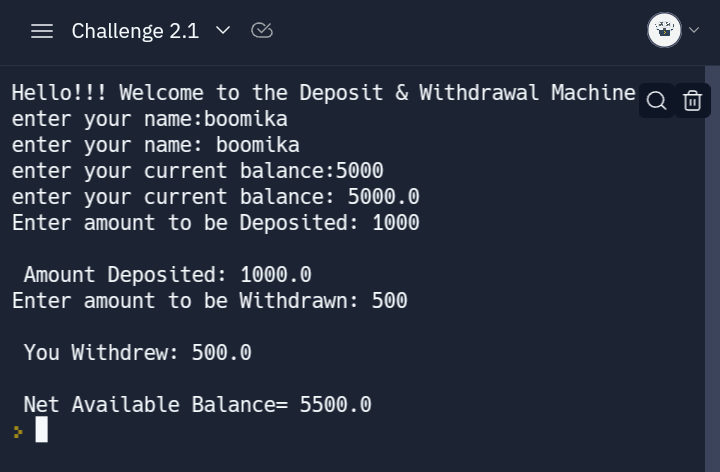 Challenge 2.1
Hello!!! Welcome to the Deposit & Withdrawal Machine
enter your name:boomika
enter your name: boomika
enter your current balance:5000
enter your current balance: 5000.0
Enter amount to be Deposited: 1000
Amount Deposited: 1000.0
Enter amount to be Withdrawn: 500
You Withdrew: 500.0
Net Available Balance= 5500.0